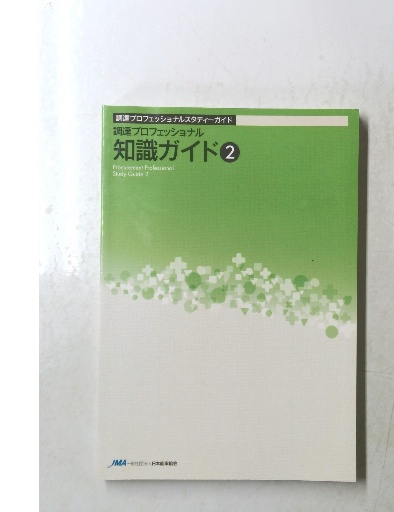 調達プロフェッショナルスタディーガイド
調達プロフェッショナル
知識ガイド2
Procurement Professional
Study Guide 2
JMA 一般社団法人日本能率協会